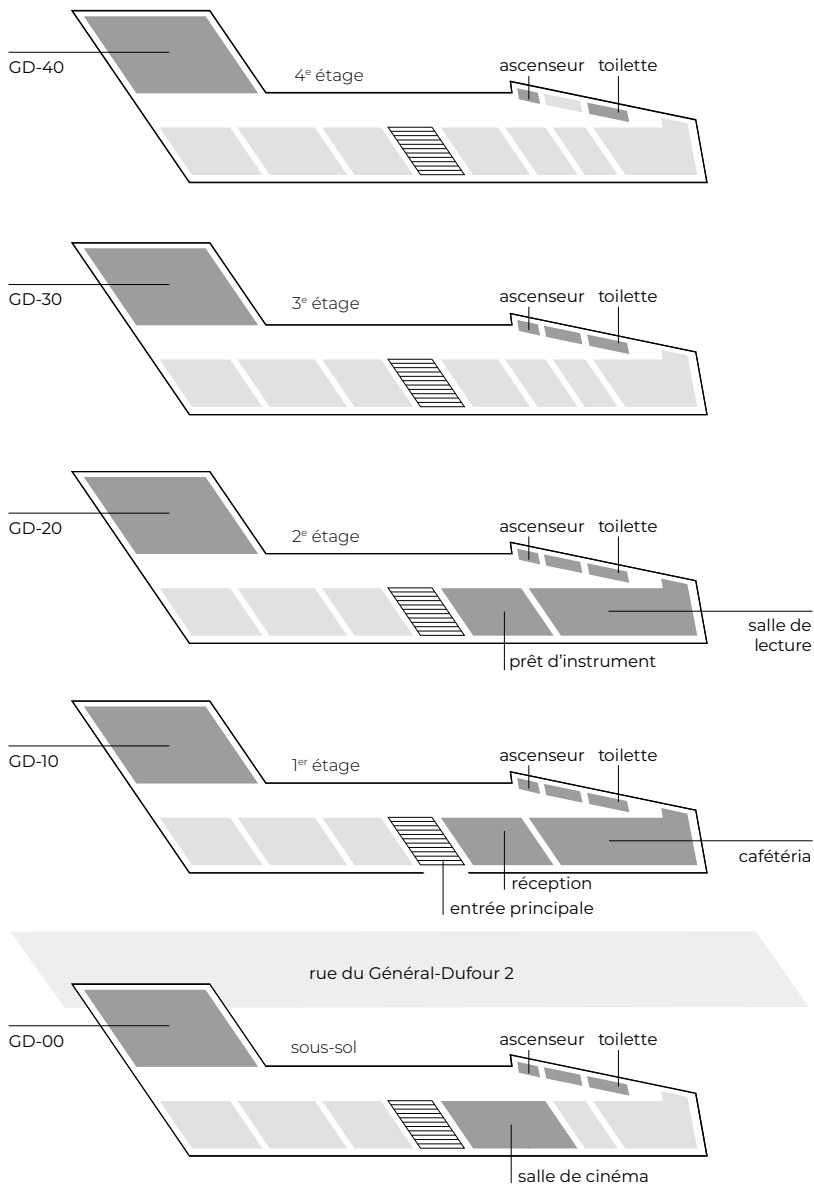 ascenseur toilette
GD-40
4e étage
ascenseur toilette
GD-30
3e étage
ascenseur toilette
GD-20
2e étage
salle de
lecture
prêt d’instrument
ascenseur toilette
GD-10
1er étage
cafétéria
réception
entrée principale
rue du Général-Dufour 2
ascenseur toilette
GD-00
sous-sol
salle de cinéma